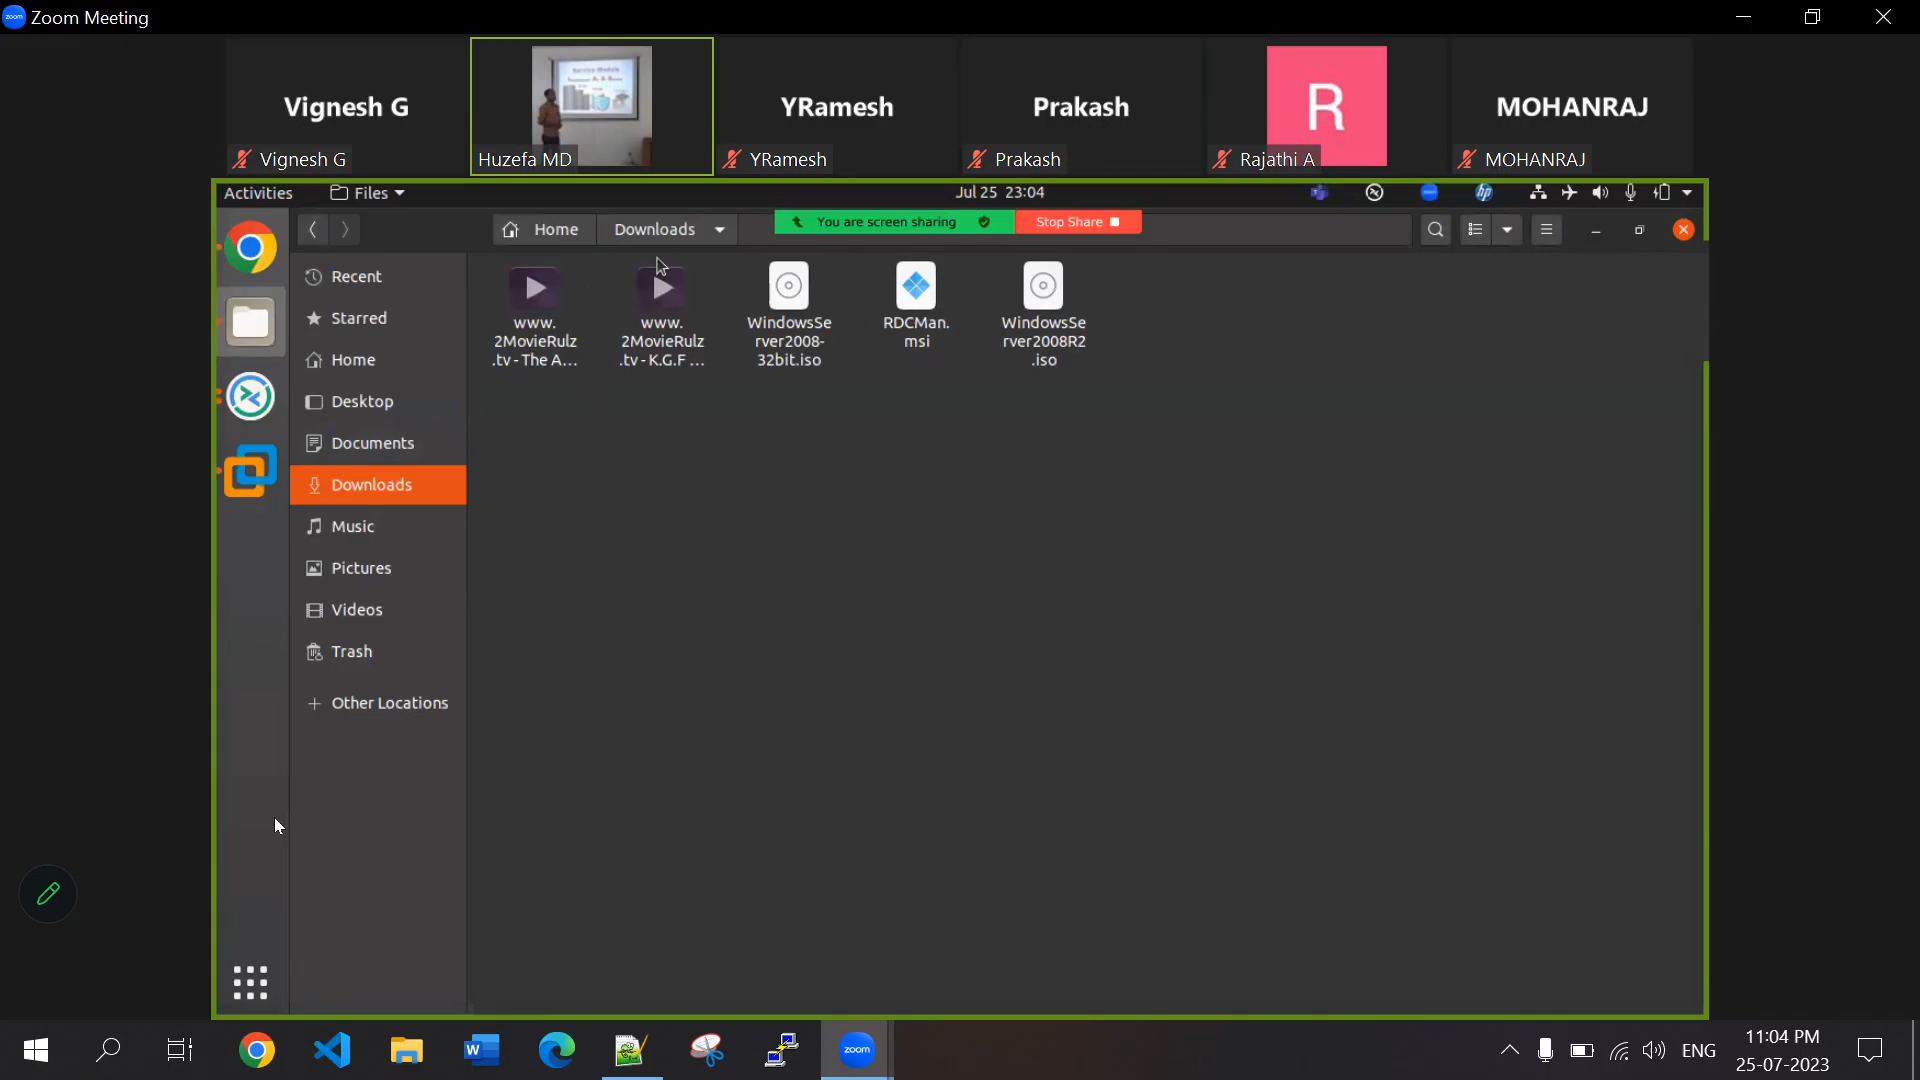 zoom Zoom Meeting
Vignesh G
YRamesh
Prakash
R
MOHANRAJ
Vignesh G
Huzefa MD
YRamesh
Prakash
Rajathi A
MOHANRAJ
Activities
Files
Jul 25 23:04
hp
Home
Downloads
You are screen sharing
Stop Share
Recent
Starred
Home
Desktop
Documents
Downloads
Music
Pictures
Videos
Trash
Other Locations
www.
2MovieRulz
.tv - The A...
www.
2MovieRulz
.tv - K.G.F ...
WindowsSe
rver2008-
32bit.iso
RDCMan.
msi
WindowsSe
rver2008R2
.iso
W
zoom
ENG
11:04 PM
25-07-2023